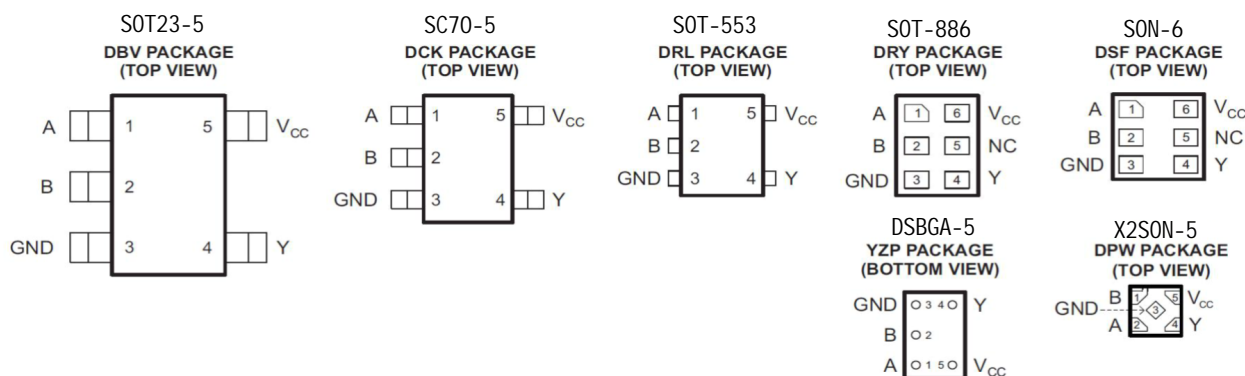 SOT23-5
DBV PACKAGE
(TOP VIEW)
A 1 5 VCC
B 2
GND 3 4 Y
SC70-5
DCK PACKAGE
(TOP VIEW)
A 1 5 VCC
B 2
GND 3 4 Y
SOT-553
DRL PACKAGE
(TOP VIEW)
A 1 5 VCC
B 2
GND 3 4 Y
SOT-886
DRY PACKAGE
(TOP VIEW)
A 1 6 VCC
B 2 5 NC
GND 3 4 Y
SON-6
DSF PACKAGE
(TOP VIEW)
A 1 6 VCC
B 2 5 NC
GND 3 4 Y
DSBGA-5
YZP PACKAGE
(BOTTOM VIEW)
GND 3 4 Y
B 2
A 1 5 VCC
X2SON-5
DPW PACKAGE
(TOP VIEW)
B 1 5 VCC
GND 3
A 2 4 Y